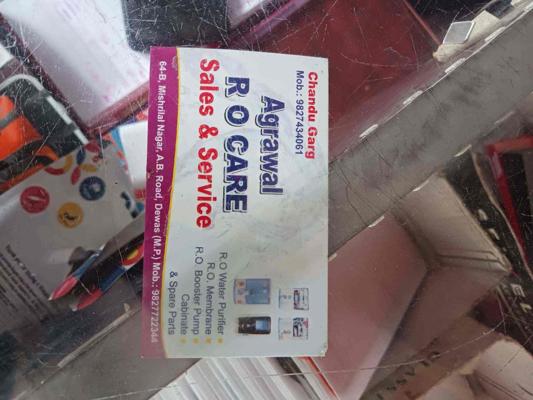 Chandu Garg
Mob.: 9827434061
Agrawal
R O CARE
Sales & Service
R.O Water Purifier
R.O. Membrane
R.O. Booster Pump
Cabinate
& Spare Parts
64-B, Mishrilal Nagar, A.B. Road, Dewas (M.P.) Mob.: 9827722344